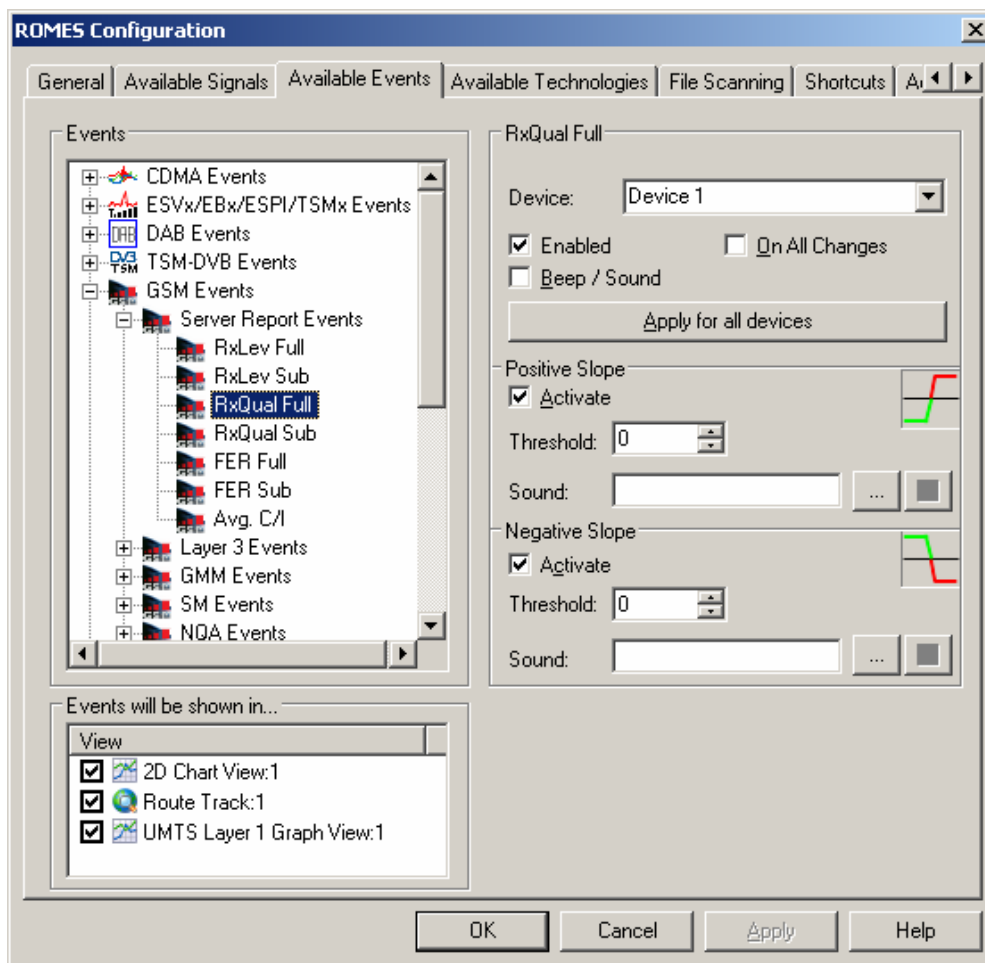 ROMES Configuration
General
Available Signals
Available Events
Available Technologies
File Scanning
Shortcuts
Events
CDMA Events
ESVx/EBx/ESPI/TSMx Events
DAB
DAB Events
DVB TSM
TSM-DVB Events
GSM Events
Server Report Events
RxLev Full
RxLev Sub
RxQual Full
RxQual Sub
FER Full
FER Sub
Avg. C/I
Layer 3 Events
GMM Events
SM Events
NQA Events
Events will be shown in...
View
2D Chart View:1
Route Track:1
UMTS Layer 1 Graph View:1
RxQual Full
Device: Device 1
Enabled
On All Changes
Beep / Sound
Apply for all devices
Positive Slope
Activate
Threshold: 0
Sound: ...
Negative Slope
Activate
Threshold: 0
Sound: ...
OK
Cancel
Apply
Help